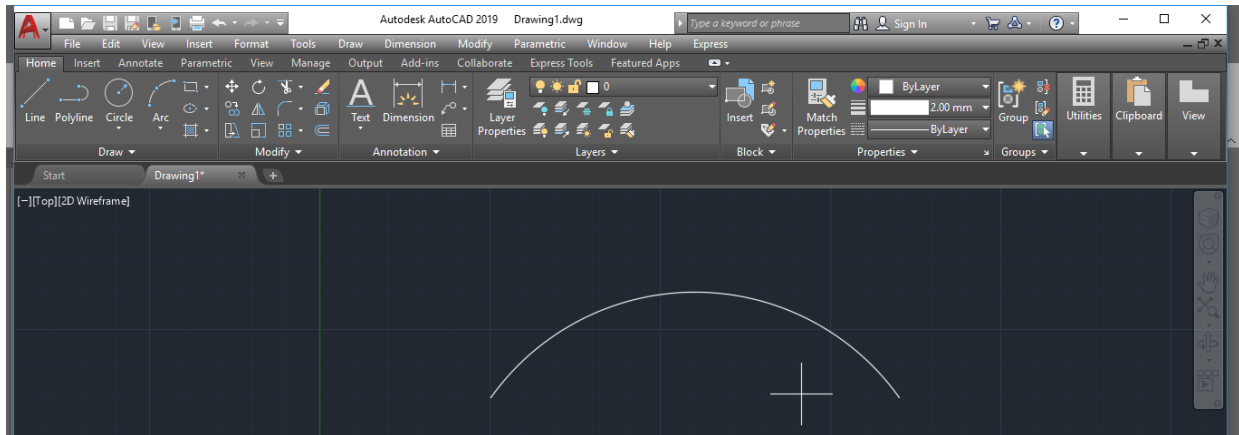 A Autodesk AutoCAD 2019 Drawing1.dwg Type a keyword or phrase Sign In ?
File Edit View Insert Format Tools Draw Dimension Modify Parametric Window Help Express
Home Insert Annotate Parametric View Manage Output Add-ins Collaborate Express Tools Featured Apps
0 ByLayer
2.00 mm
ByLayer
Line Polyline Circle Arc A Text Dimension Layer Properties Insert Match Properties Group Utilities Clipboard View
Draw Modify Annotation Layers Block Properties Groups
Start Drawing1*
[−][Top][2D Wireframe]